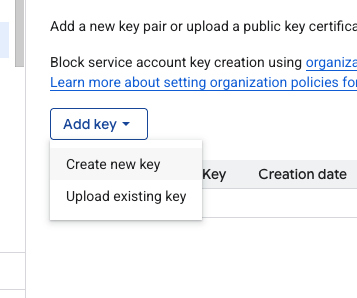 Add a new key pair or upload a public key certifica
Block service account key creation using organiza
Learn more about setting organization policies fo
Add key
Create new key
Upload existing key
Key
Creation date